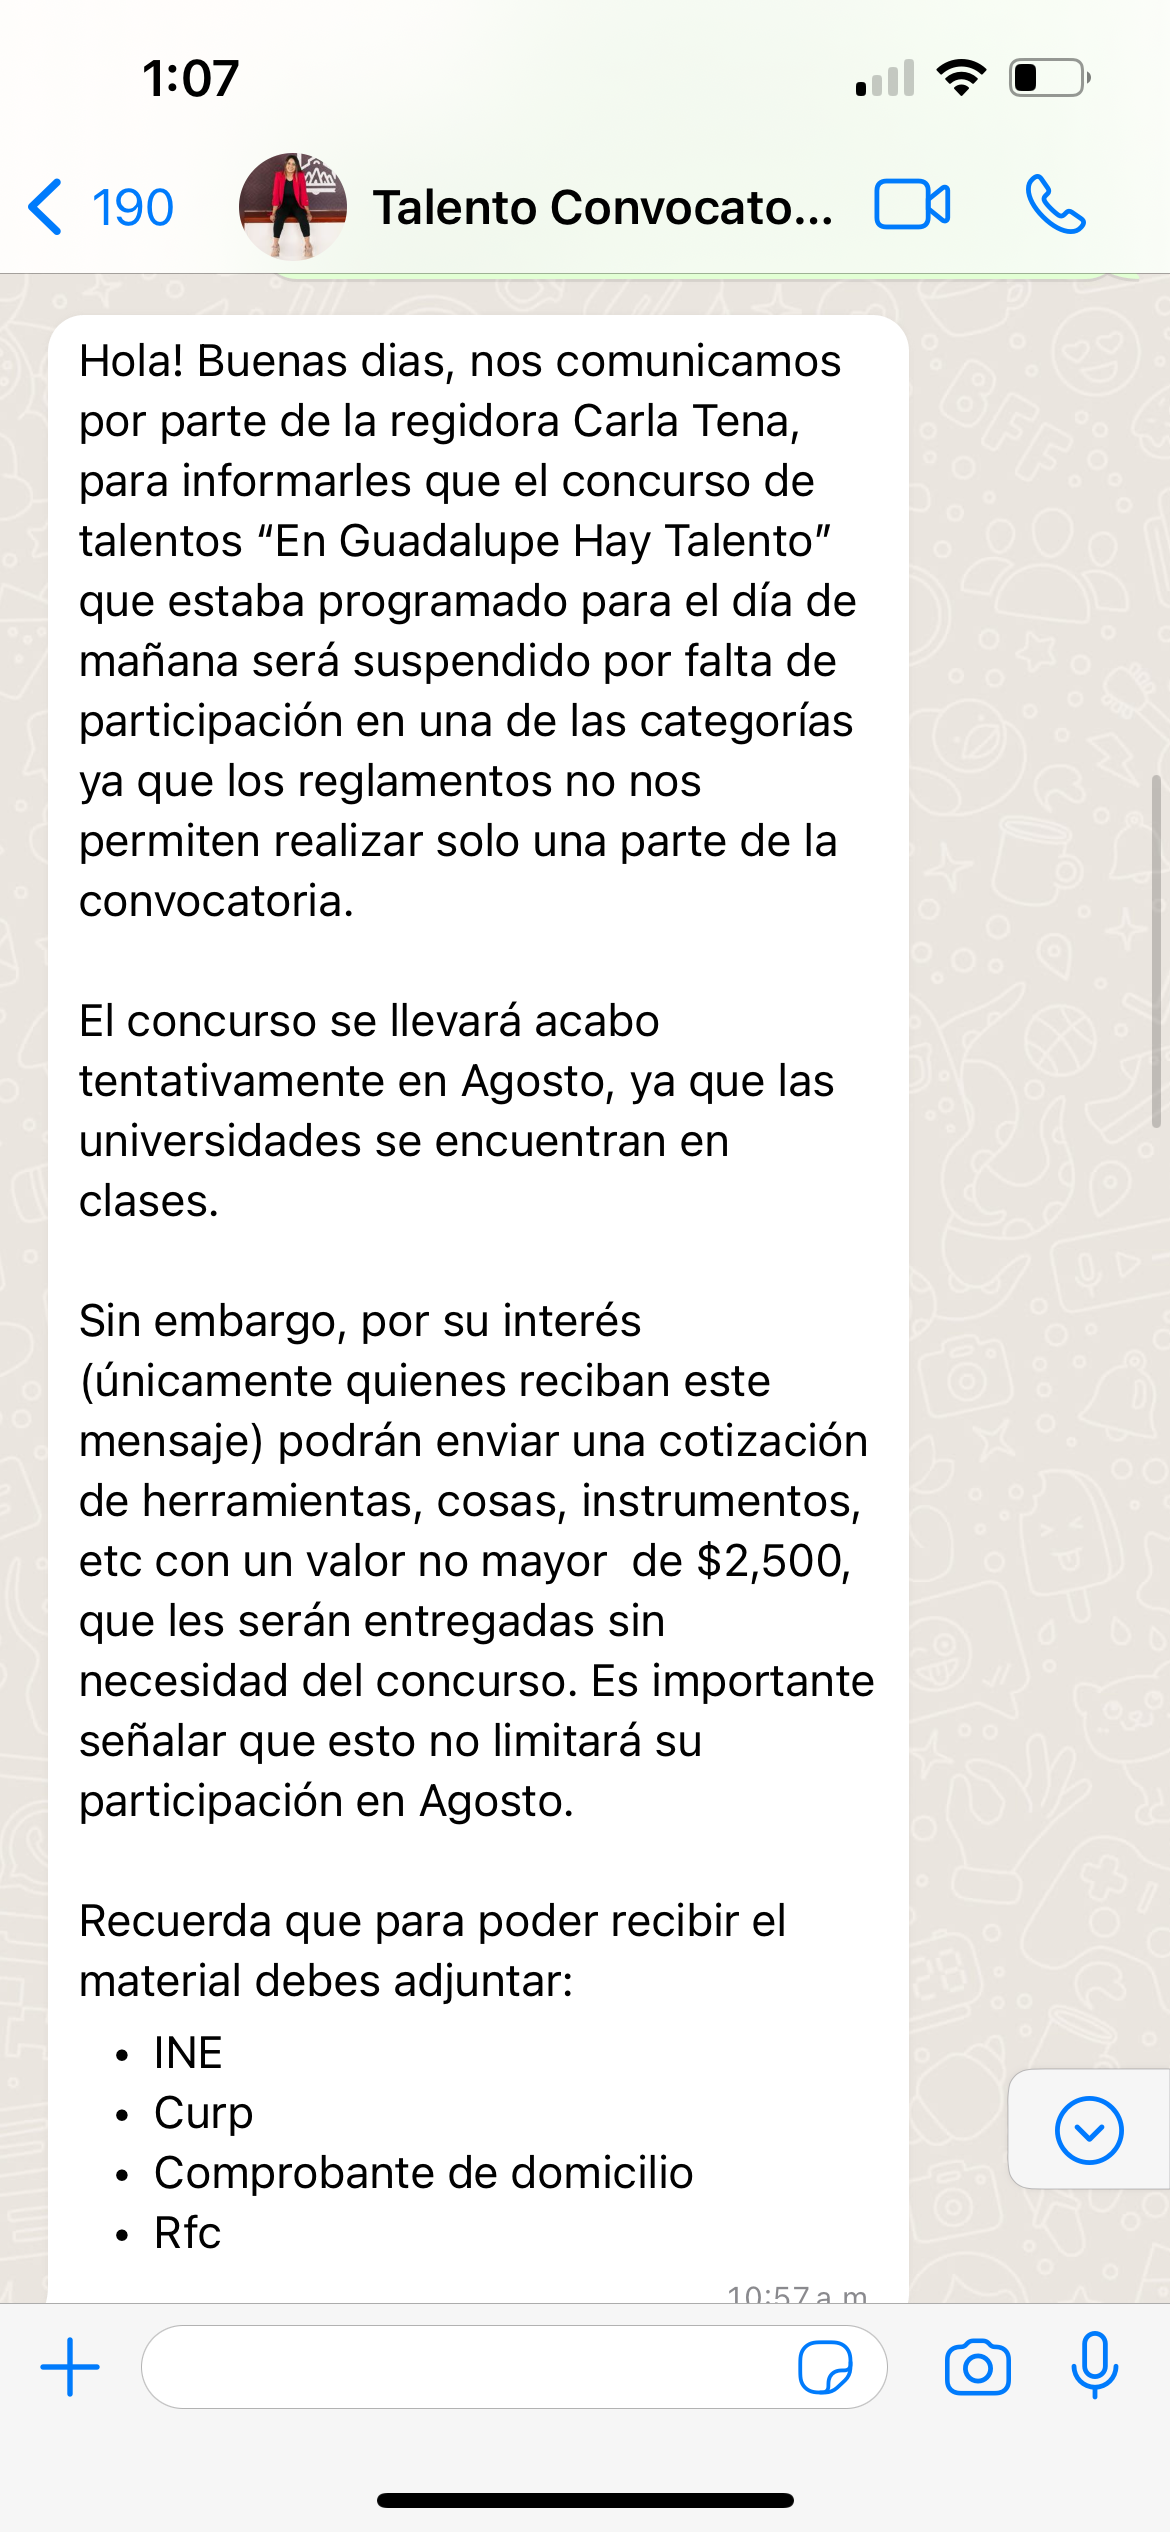 1:07
190
Talento Convocato...
Hola! Buenas dias, nos comunicamos
por parte de la regidora Carla Tena,
para informarles que el concurso de
talentos “En Guadalupe Hay Talento”
que estaba programado para el día de
mañana será suspendido por falta de
participación en una de las categorías
ya que los reglamentos no nos
permiten realizar solo una parte de la
convocatoria.
El concurso se llevará acabo
tentativamente en Agosto, ya que las
universidades se encuentran en
clases.
Sin embargo, por su interés
(únicamente quienes reciban este
mensaje) podrán enviar una cotización
de herramientas, cosas, instrumentos,
etc con un valor no mayor  de $2,500,
que les serán entregadas sin
necesidad del concurso. Es importante
señalar que esto no limitará su
participación en Agosto.
Recuerda que para poder recibir el
material debes adjuntar:
• INE
• Curp
• Comprobante de domicilio
• Rfc
10:57 a.m.